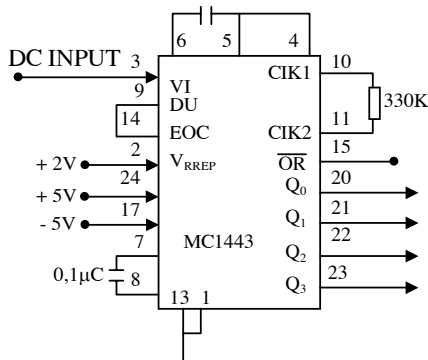 6 5 4
DC INPUT 3 10
VI CIK1
9 DU 330K
14 EOC CIK2 11
2 15
+ 2V VRREP OR
24 Q0 20
+ 5V
17 Q1 21
- 5V
7 MC1443 22
Q2
0,1µC 23
8 Q3
13 1